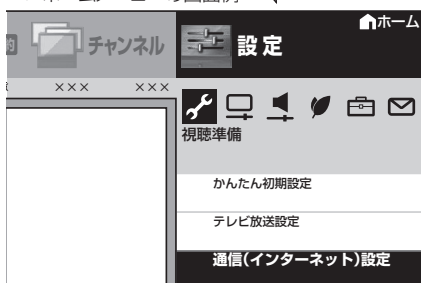 ホーム
チャンネル
設定
××× ×××
視聴準備
かんたん初期設定
テレビ放送設定
通信(インターネット)設定